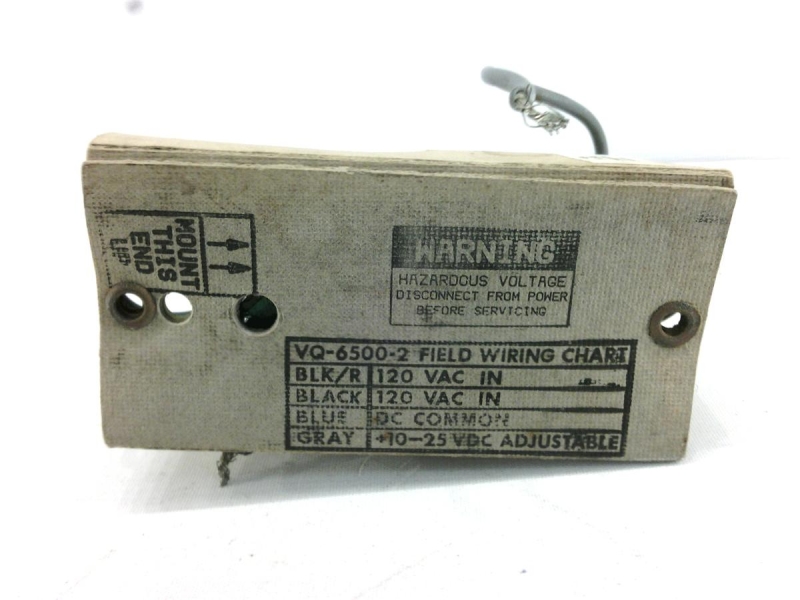 MOUNT
THIS
END
UP
WARNING
HAZARDOUS VOLTAGE
DISCONNECT FROM POWER
BEFORE SERVICING
VQ-6500-2 FIELD WIRING CHART
BLK/R 120 VAC IN
BLACK 120 VAC IN
BLUE DC COMMON
GRAY +10-25 VDC ADJUSTABLE